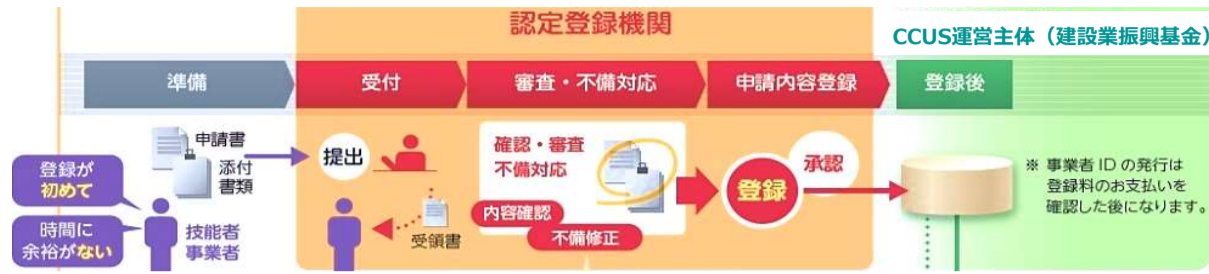 認定登録機関
CCUS運営主体（建設業振興基金）
準備
受付
審査・不備対応
申請内容登録
登録後
登録が
初めて
時間に
余裕がない
申請書
添付
書類
技能者
事業者
提出
受領書
確認・審査
不備対応
内容確認
不備修正
登録
承認
※ 事業者 ID の発行は
登録料のお支払いを
確認した後になります。